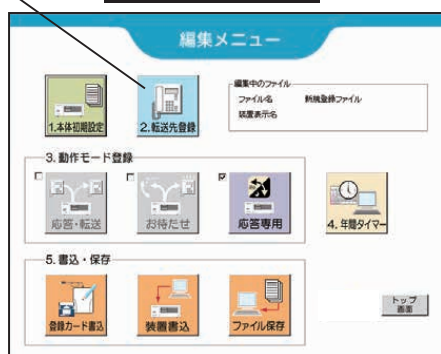 編集メニュー
1.本体初期設定
2.転送先登録
編集中のファイル
ファイル名 新規登録ファイル
装置表示名
3. 動作モード登録
応答・転送
お待たせ
応答専用
4. 年間タイマー
5. 書込・保存
登録カード書込
装置書込
ファイル保存
トップ
画面